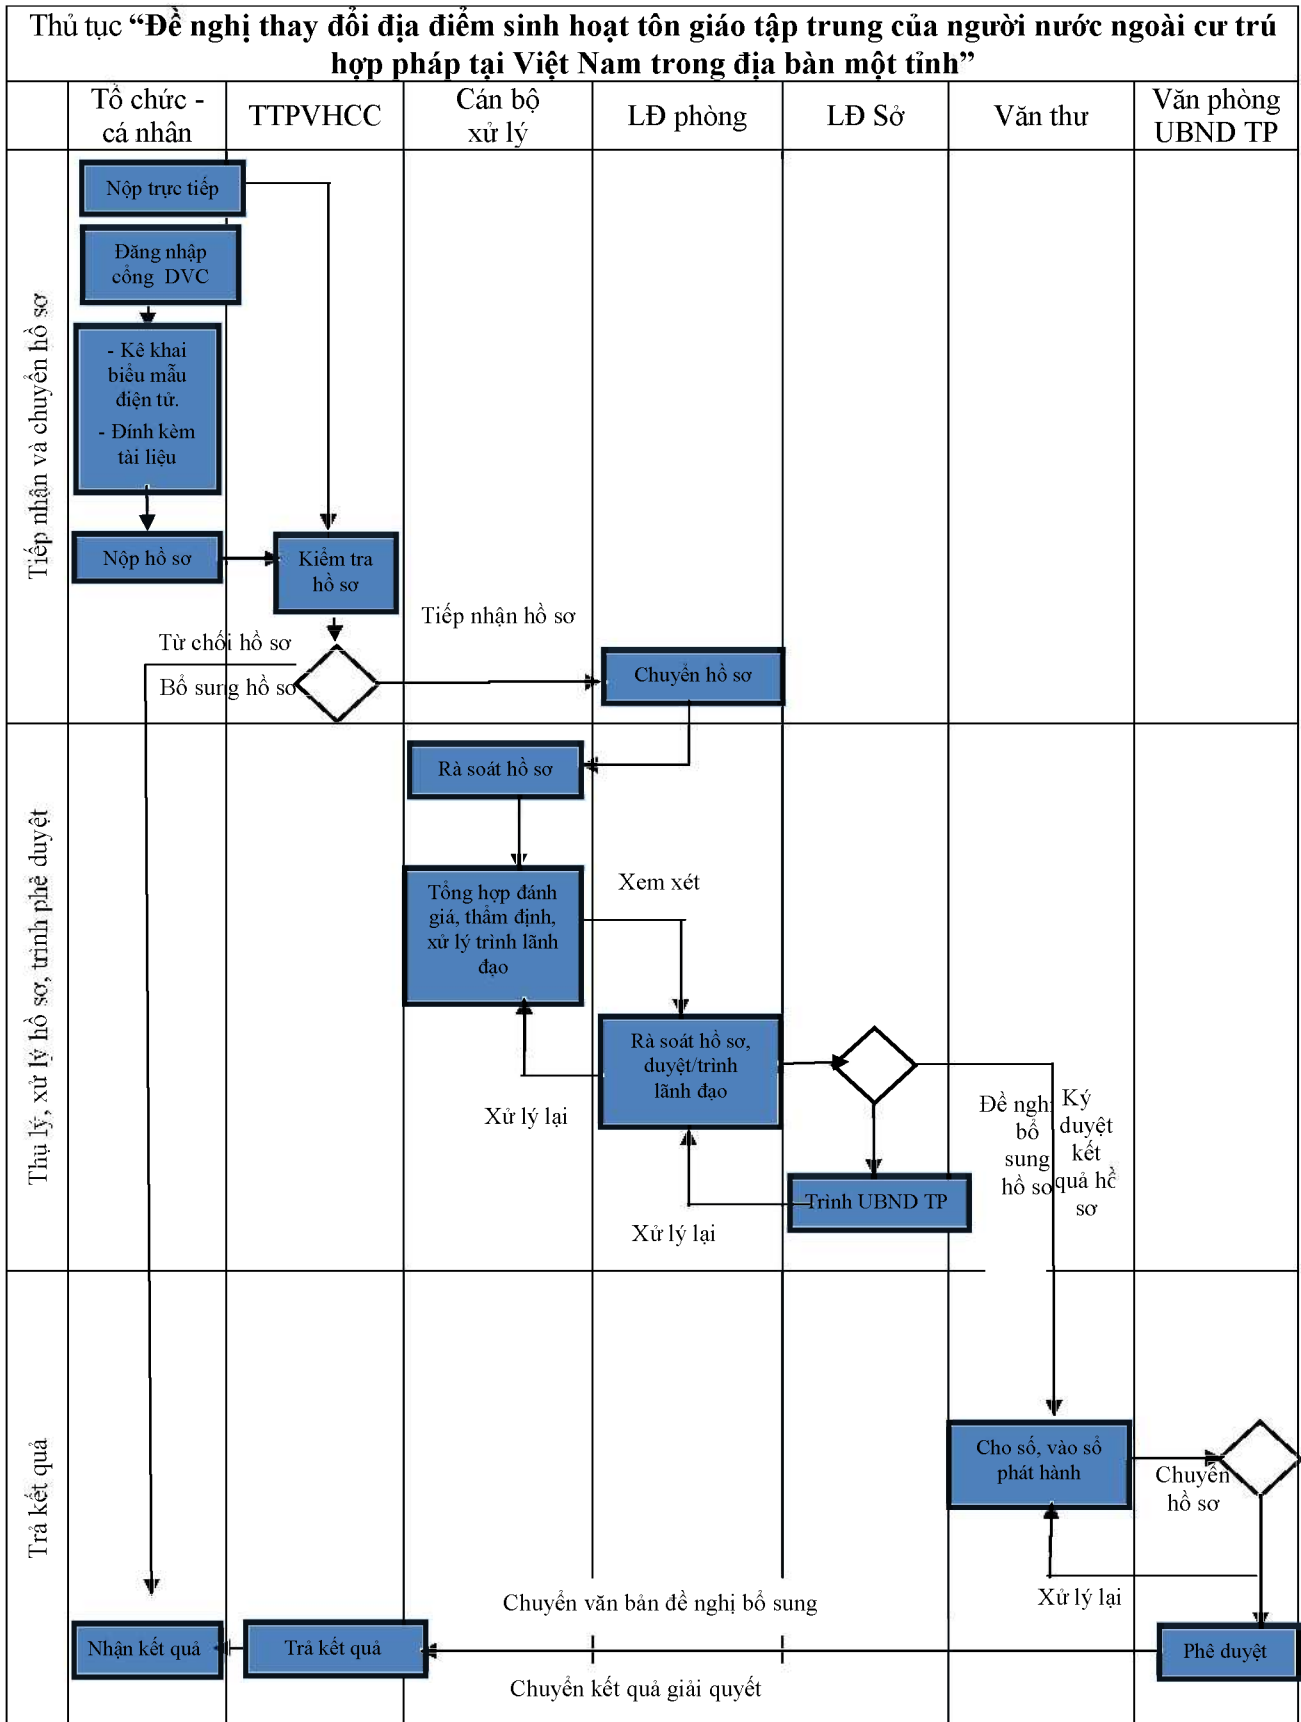 Thủ tục “Đề nghị thay đổi địa điểm sinh hoạt tôn giáo tập trung của người nước ngoài cư trú
hợp pháp tại Việt Nam trong địa bàn một tỉnh”
Tổ chức -
cá nhân
TTPVHCC
Cán bộ
xử lý
LĐ phòng
LĐ Sở
Văn thư
Văn phòng
UBND TP
Tiếp nhận và chuyển hồ sơ
Nộp trực tiếp
Đăng nhập
cổng DVC
- Kê khai
biểu mẫu
điện tử.
- Đính kèm
tài liệu
Nộp hồ sơ
Kiểm tra
hồ sơ
Tiếp nhận hồ sơ
Từ chối hồ sơ
Bổ sung hồ sơ
Chuyển hồ sơ
Thụ lý, xử lý hồ sơ, trình phê duyệt
Rà soát hồ sơ
Tổng hợp đánh
giá, thẩm định,
xử lý trình lãnh
đạo
Xem xét
Rà soát hồ sơ,
duyệt/trình
lãnh đạo
Xử lý lại
Đề nghị
bổ
sung
hồ sơ
Ký
duyệt
kết
quả hồ
sơ
Trình UBND TP
Xử lý lại
Trả kết quả
Cho số, vào sổ
phát hành
Chuyển
hồ sơ
Xử lý lại
Chuyển văn bản đề nghị bổ sung
Nhận kết quả
Trả kết quả
Phê duyệt
Chuyển kết quả giải quyết